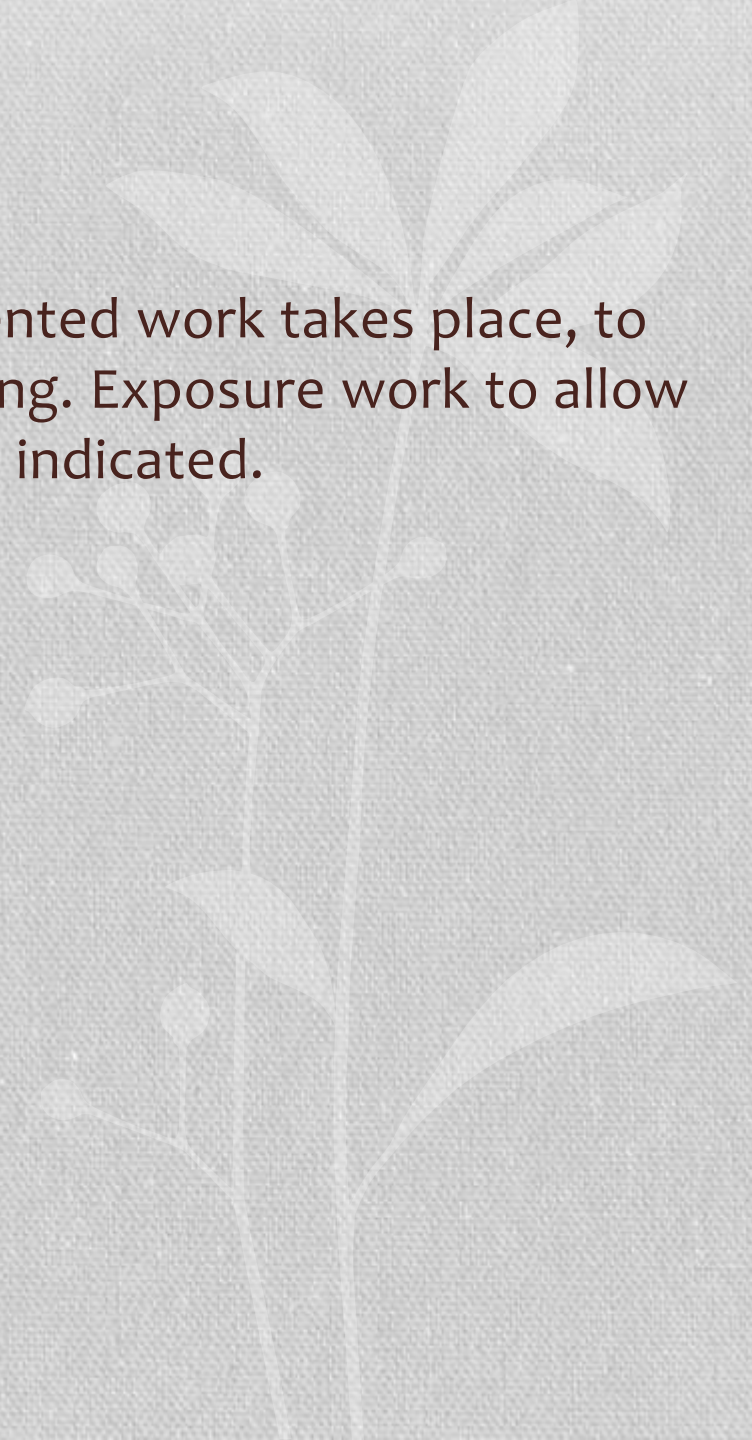 nted work takes place, to
ng. Exposure work to allow
indicated.